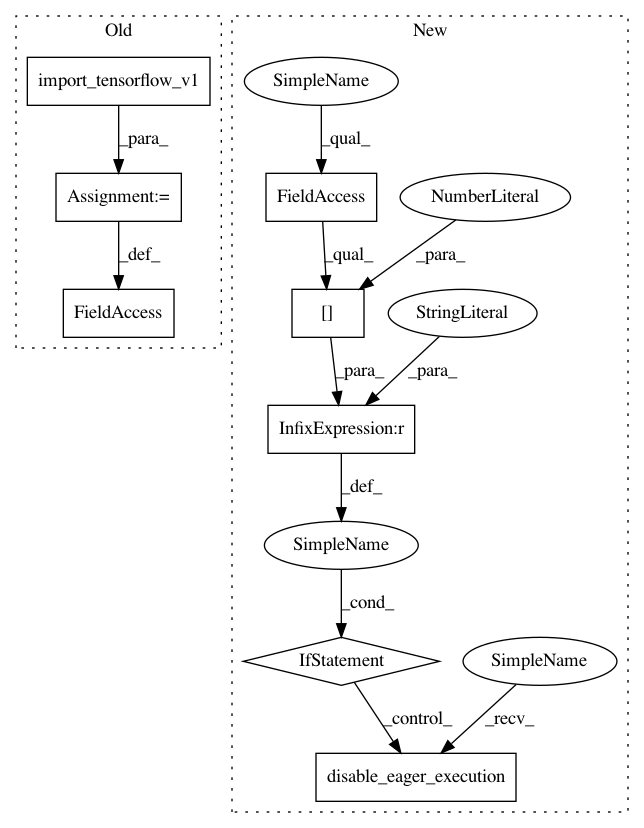 Old
import_tensorflow_v1
_para_
Assignment:=
_def_
FieldAccess
New
SimpleName
_qual_
FieldAccess
NumberLiteral
_qual_
_para_
[]
StringLiteral
_para_
_para_
InfixExpression:r
_def_
SimpleName
_cond_
IfStatement
SimpleName
_control_
_recv_
disable_eager_execution